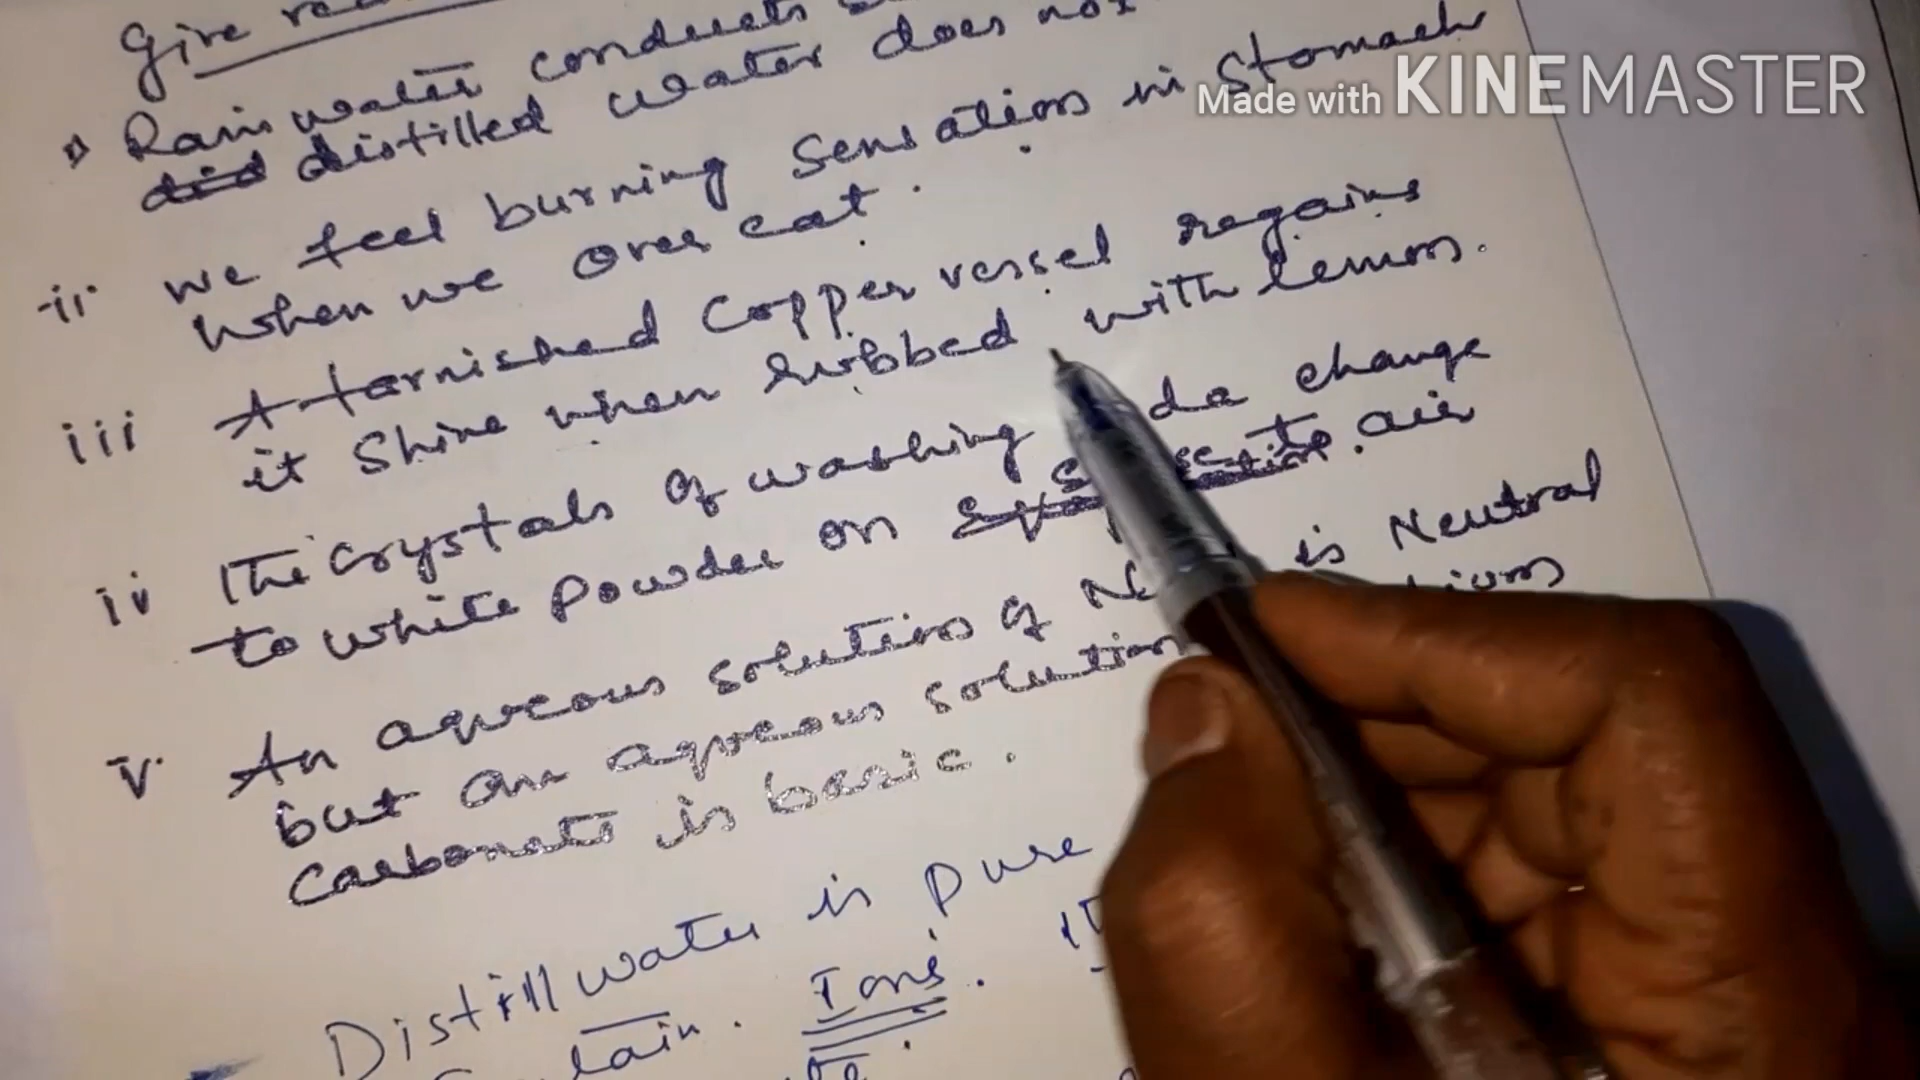 Give
i) Rain water conducts
did distilled water does not
ii we feel burning sensation in stomach
when we over eat.
iii A tarnished copper vessel regains
it shine when rubbed with lemon.
iv The crystals of washing da change
to white powder on to air
v. An aqueous solution of is Neutral
but an aqueous solution
carbonate is basic.
Distill water is pure
Ions.
Made with KINEMASTER